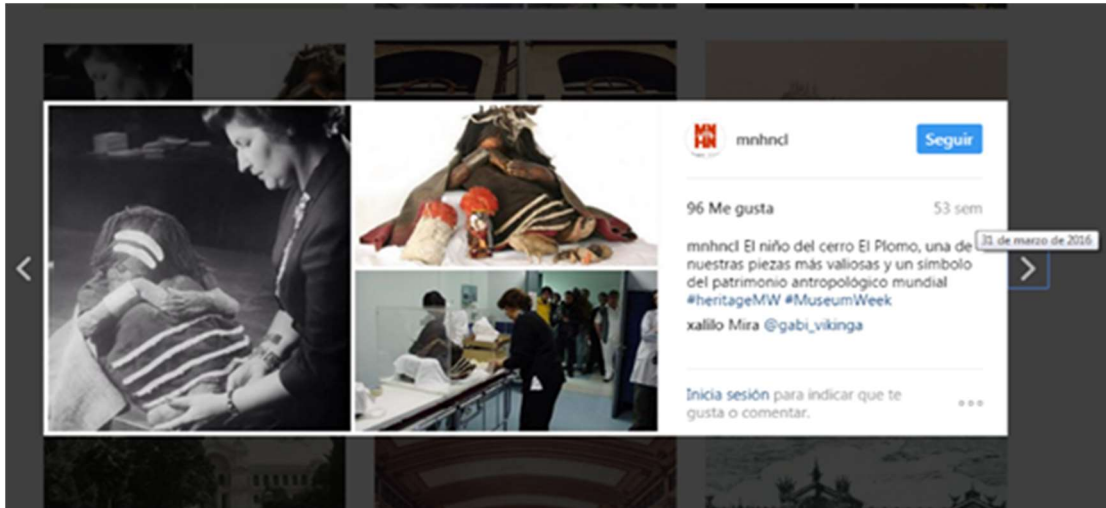 mnhncl
Seguir
96 Me gusta 53 sem
31 de marzo de 2016
mnhncl El niño del cerro El Plomo, una de
nuestras piezas más valiosas y un símbolo
del patrimonio antropológico mundial
#heritageMW #MuseumWeek
xalilo Mira @gabi_vikinga
Inicia sesión para indicar que te
gusta o comentar.